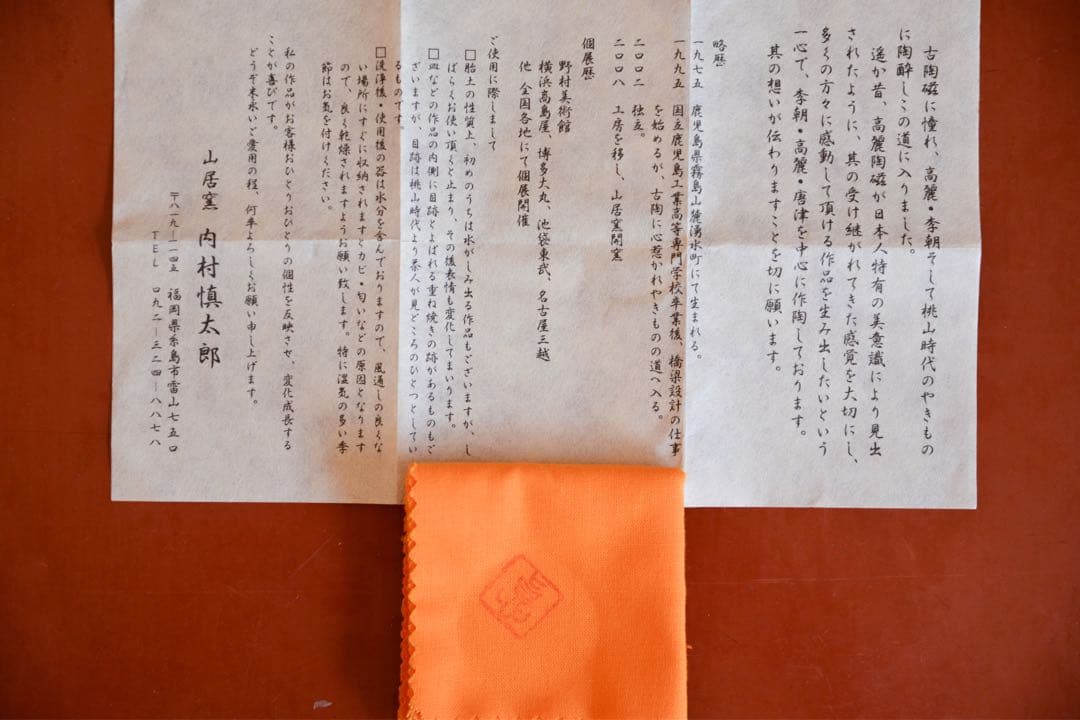 古陶磁に憧れ、高麗・李朝そして桃山時代のやきもの
に陶酔しこの道に入りました。
遥か昔、高麗陶磁が日本人特有の美意識により見出
されたように、其の受け継がれてきた感覚を大切にし、
多くの方々に感動して頂ける作品を生み出したいという
一心で、李朝・高麗・唐津を中心に作陶しております。
其の想いが伝わりますことを切に願います。
略歴
一九七五 鹿児島県霧島山麓湧水町にて生まれる。
一九九五 国立鹿児島工業高等専門学校卒業後、橋梁設計の仕事
を始めるが、古陶に心惹かれやきものの道へ入る。
二００２ 独立。
二００八 工房を移し、山居窯開窯
個展歴
野村美術館
横浜高島屋、博多大丸、池袋東武、名古屋三越
他 全国各地にて個展開催
ご使用に際しまして
□胎土の性質上、初めのうちは水がしみ出る作品もございますが、し
ばらくお使い頂くと止まり、その後表情も変化してまいります。
□皿などの作品の内側に目跡とよばれる重ね焼きの跡があるものもご
ざいますが、目跡は桃山時代より茶人が見どころのひとつとしてい
るものです。
□洗浄後・使用後の器は水分を含んでおりますので、風通しの良くな
い場所にすぐに収納されますとカビ・匂いなどの原因となります
ので、良く乾燥されますようお願い致します。特に湿気の多い季
節はお気を付けください。
私の作品がお客様おひとりおひとりの個性を反映させ、変化成長する
ことが喜びです。
どうぞ末永いご愛用の程、何卒よろしくお願い申し上げます。
山居窯 内村慎太郎
〒八一九ー一一四五 福岡県糸島市雷山七五〇
ＴＥＬ 〇九二ー三二四ー八八七八